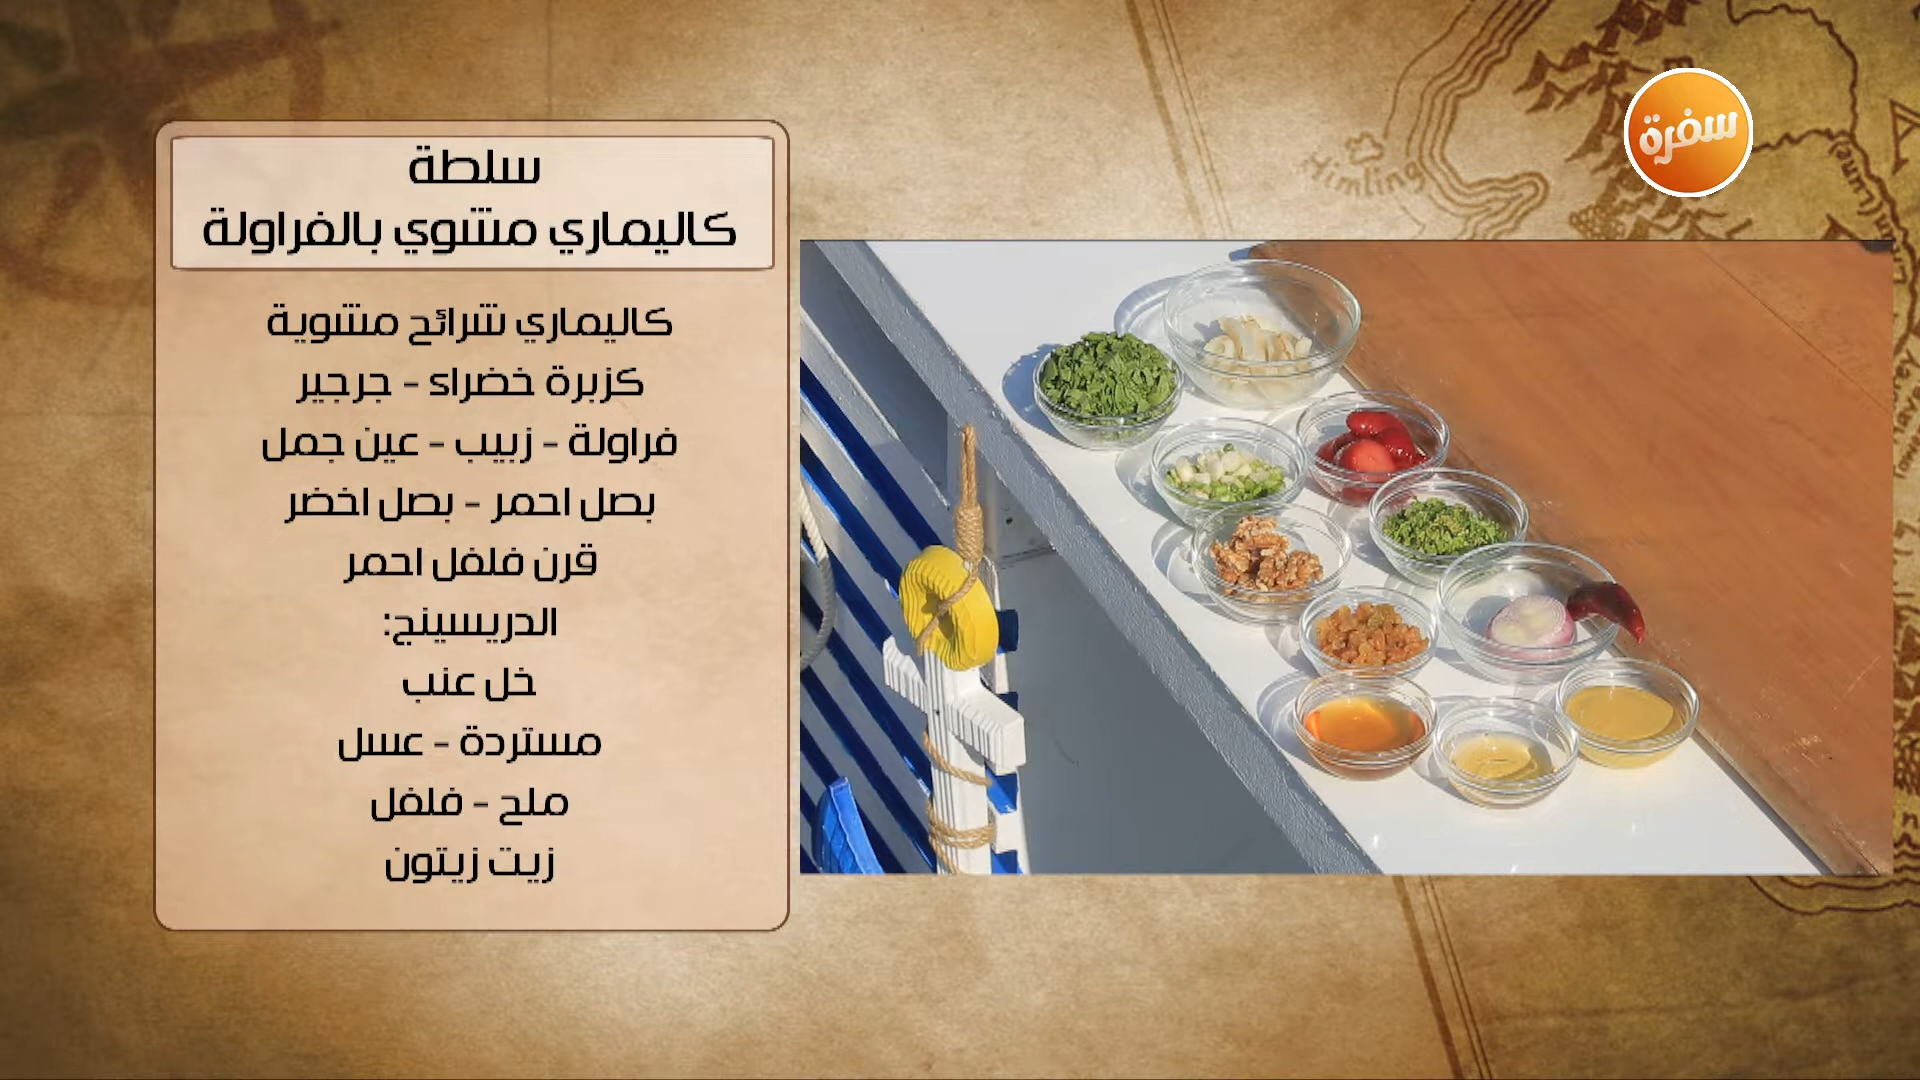 سفرة
سلطة
كاليماري مشوي بالفراولة
كاليماري شرائح مشوية
كزبرة خضراء - جرجير
فراولة - زبيب - عين جمل
بصل احمر - بصل اخضر
قرن فلفل احمر
الدريسينج:
خل عنب
مستردة - عسل
ملح - فلفل
زيت زيتون
Himling